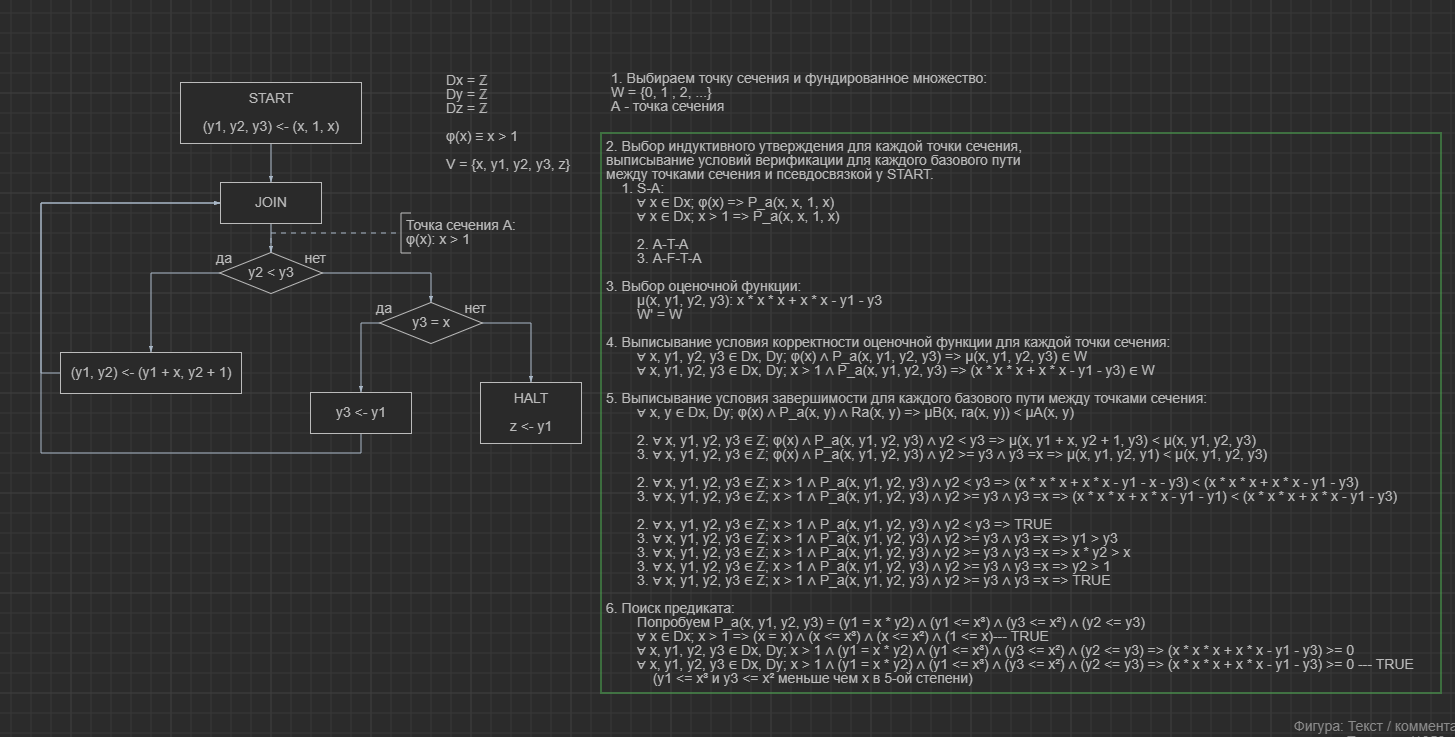 START
(y1, y2, y3) <- (x, 1, x)
JOIN
Точка сечения A:
φ(x): x > 1
да
нет
y2 < y3
да
нет
y3 = x
(y1, y2) <- (y1 + x, y2 + 1)
y3 <- y1
HALT
z <- y1
Dx = ℤ
Dy = ℤ
Dz = ℤ
φ(x) ≡ x > 1
V = {x, y1, y2, y3, z}
1. Выбираем точку сечения и фундированное множество:
W = {0, 1 , 2, ...}
A - точка сечения
2. Выбор индуктивного утверждения для каждой точки сечения,
выписывание условий верификации для каждого базового пути
между точками сечения и псевдосвязкой у START.
1. S-A:
∀ x ∈ Dx; φ(x) => P_a(x, x, 1, x)
∀ x ∈ Dx; x > 1 => P_a(x, x, 1, x)
2. A-T-A
3. A-F-T-A
3. Выбор оценочной функции:
μ(x, y1, y2, y3): x * x * x + x * x - y1 - y3
W' = W
4. Выписывание условия корректности оценочной функции для каждой точки сечения:
∀ x, y1, y2, y3 ∈ Dx, Dy; φ(x) ∧ P_a(x, y1, y2, y3) => μ(x, y1, y2, y3) ∈ W
∀ x, y1, y2, y3 ∈ Dx, Dy; x > 1 ∧ P_a(x, y1, y2, y3) => (x * x * x + x * x - y1 - y3) ∈ W
5. Выписывание условия завершимости для каждого базового пути между точками сечения:
∀ x, y ∈ Dx, Dy; φ(x) ∧ P_a(x, y) ∧ Ra(x, y) => μB(x, ra(x, y)) < μA(x, y)
2. ∀ x, y1, y2, y3 ∈ ℤ; φ(x) ∧ P_a(x, y1, y2, y3) ∧ y2 < y3 => μ(x, y1 + x, y2 + 1, y3) < μ(x, y1, y2, y3)
3. ∀ x, y1, y2, y3 ∈ ℤ; φ(x) ∧ P_a(x, y1, y2, y3) ∧ y2 >= y3 ∧ y3 =x => μ(x, y1, y2, y1) < μ(x, y1, y2, y3)
2. ∀ x, y1, y2, y3 ∈ ℤ; x > 1 ∧ P_a(x, y1, y2, y3) ∧ y2 < y3 => (x * x * x + x * x - y1 - x - y3) < (x * x * x + x * x - y1 - y3)
3. ∀ x, y1, y2, y3 ∈ ℤ; x > 1 ∧ P_a(x, y1, y2, y3) ∧ y2 >= y3 ∧ y3 =x => (x * x * x + x * x - y1 - y1) < (x * x * x + x * x - y1 - y3)
2. ∀ x, y1, y2, y3 ∈ ℤ; x > 1 ∧ P_a(x, y1, y2, y3) ∧ y2 < y3 => TRUE
3. ∀ x, y1, y2, y3 ∈ ℤ; x > 1 ∧ P_a(x, y1, y2, y3) ∧ y2 >= y3 ∧ y3 =x => y1 > y3
3. ∀ x, y1, y2, y3 ∈ ℤ; x > 1 ∧ P_a(x, y1, y2, y3) ∧ y2 >= y3 ∧ y3 =x => x * y2 > x
3. ∀ x, y1, y2, y3 ∈ ℤ; x > 1 ∧ P_a(x, y1, y2, y3) ∧ y2 >= y3 ∧ y3 =x => y2 > 1
3. ∀ x, y1, y2, y3 ∈ ℤ; x > 1 ∧ P_a(x, y1, y2, y3) ∧ y2 >= y3 ∧ y3 =x => TRUE
6. Поиск предиката:
Попробуем P_a(x, y1, y2, y3) = (y1 = x * y2) ∧ (y1 <= x³) ∧ (y3 <= x²) ∧ (y2 <= y3)
∀ x ∈ Dx; x > 1 => (x = x) ∧ (x <= x³) ∧ (x <= x²) ∧ (1 <= x)--- TRUE
∀ x, y1, y2, y3 ∈ Dx, Dy; x > 1 ∧ (y1 = x * y2) ∧ (y1 <= x³) ∧ (y3 <= x²) ∧ (y2 <= y3) => (x * x * x + x * x - y1 - y3) >= 0
∀ x, y1, y2, y3 ∈ Dx, Dy; x > 1 ∧ (y1 = x * y2) ∧ (y1 <= x³) ∧ (y3 <= x²) ∧ (y2 <= y3) => (x * x * x + x * x - y1 - y3) >= 0 --- TRUE
(y1 <= x³ и y3 <= x² меньше чем x в 5-ой степени)
Фигура: Текст / коммента